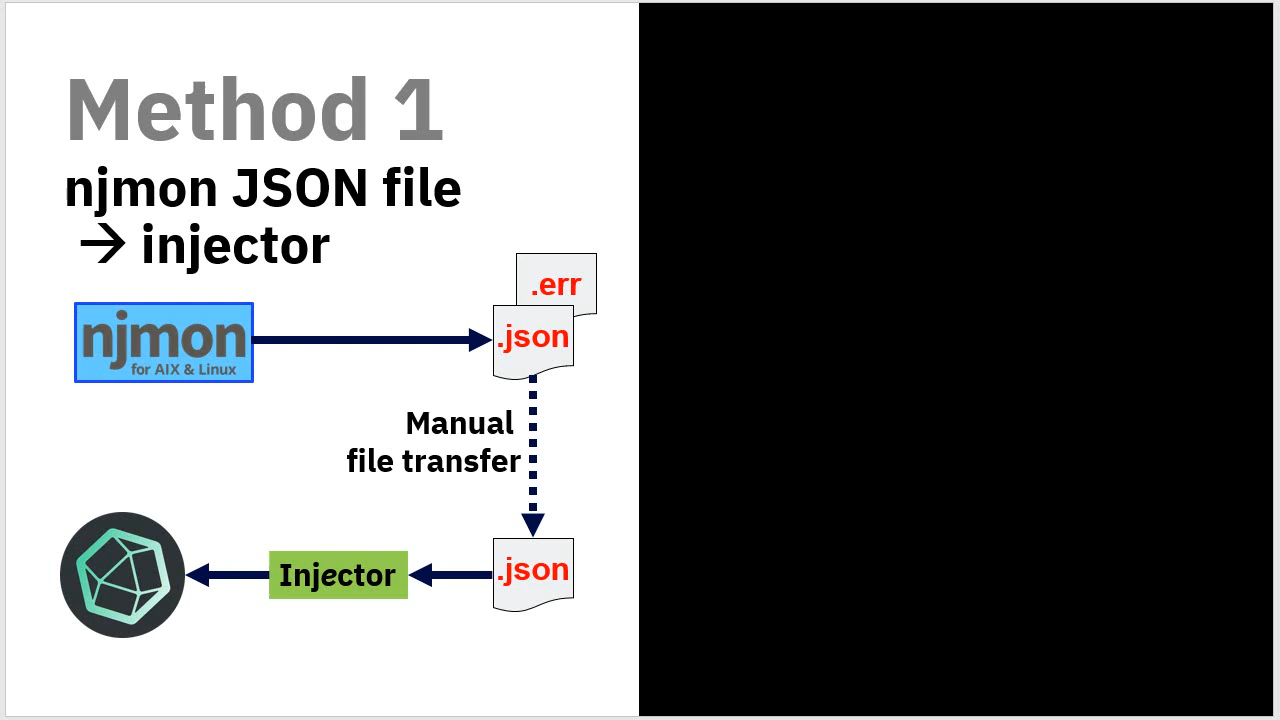 Method 1
njmon JSON file
→ injector
.err
njmon
for AIX & Linux
.json
Manual
file transfer
Injector
.json